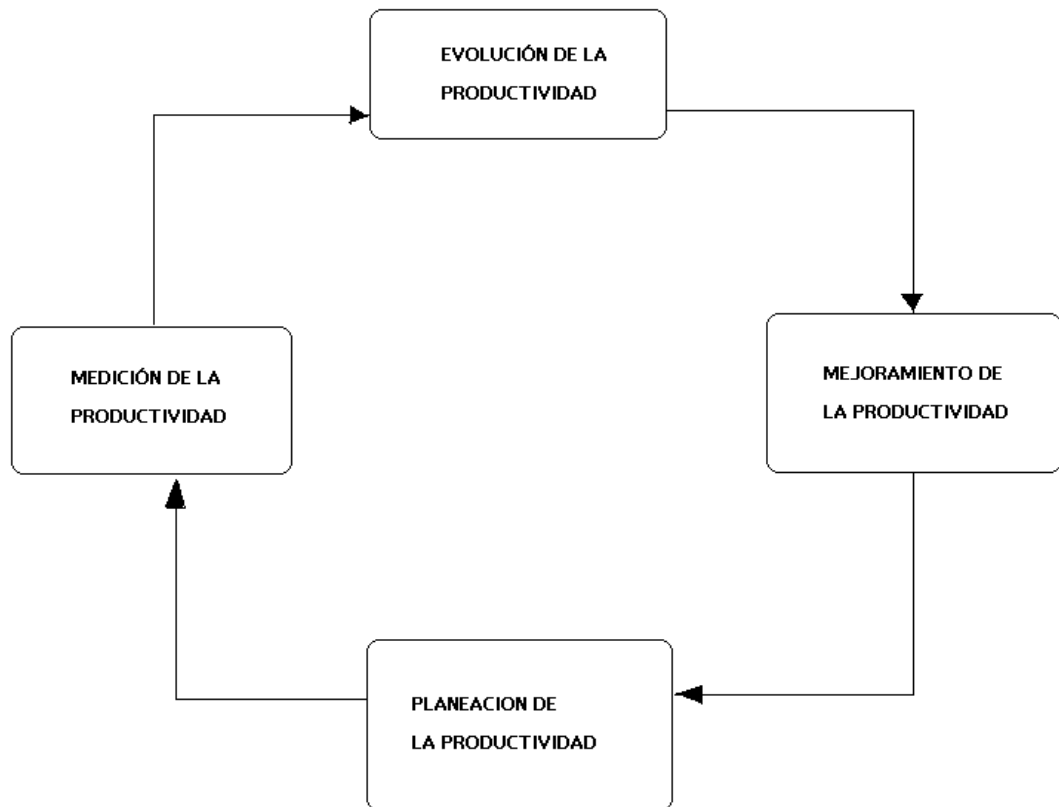 EVOLUCIÓN DE LA
PRODUCTIVIDAD
MEDICIÓN DE LA
PRODUCTIVIDAD
MEJORAMIENTO DE
LA PRODUCTIVIDAD
PLANEACION DE
LA PRODUCTIVIDAD